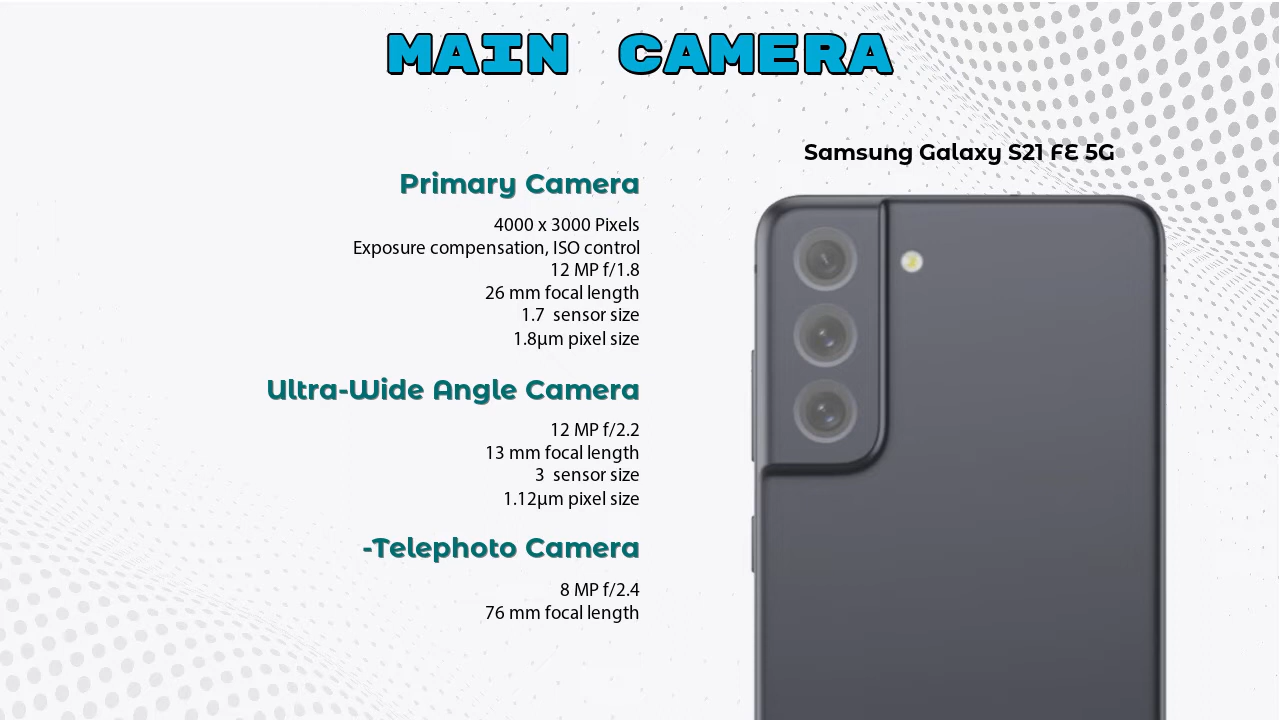 MAIN CAMERA
Samsung Galaxy S21 FE 5G
Primary Camera
4000 x 3000 Pixels
Exposure compensation, ISO control
12 MP f/1.8
26 mm focal length
1.7  sensor size
1.8µm pixel size
Ultra-Wide Angle Camera
12 MP f/2.2
13 mm focal length
3  sensor size
1.12µm pixel size
-Telephoto Camera
8 MP f/2.4
76 mm focal length